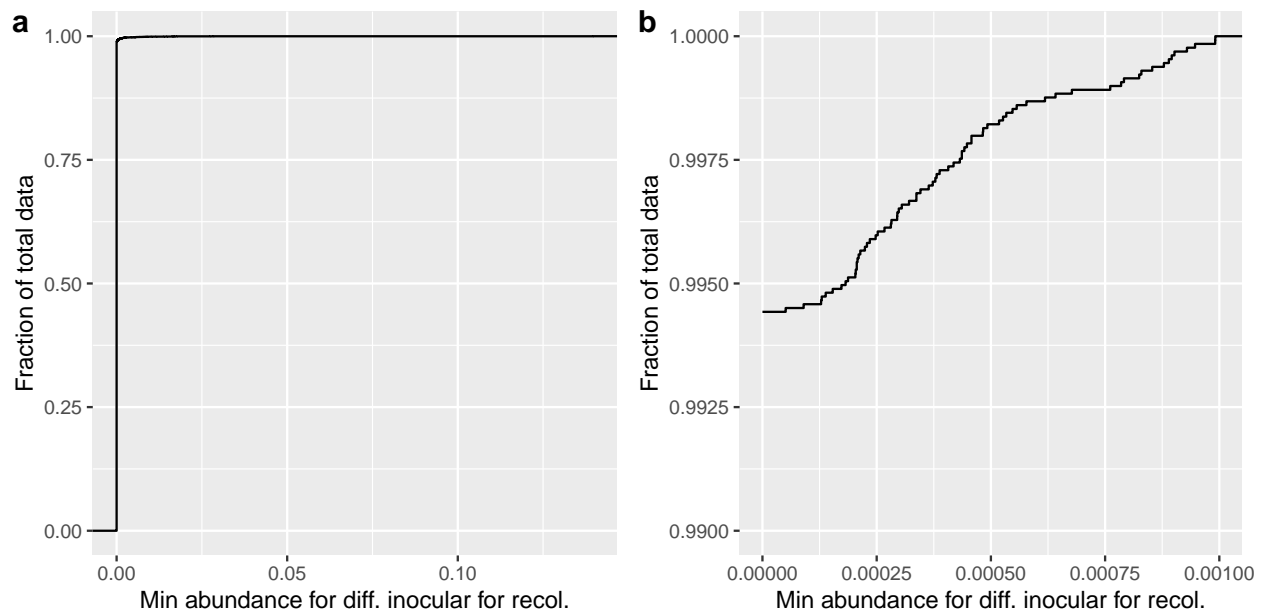 a
1.00
0.75
0.50
0.25
0.00
Fraction of total data
0.00 0.05 0.10
Min abundance for diff. inocular for recol.
b
1.0000
0.9975
0.9950
0.9925
0.9900
Fraction of total data
0.00000 0.00025 0.00050 0.00075 0.00100
Min abundance for diff. inocular for recol.